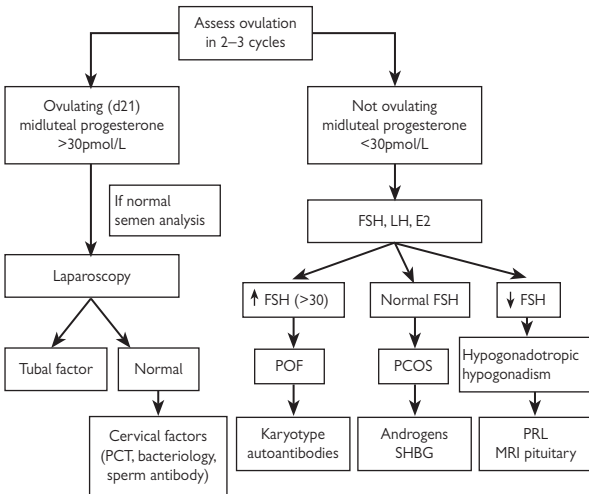 Assess ovulation
in 2–3 cycles
Ovulating (d21)
midluteal progesterone
>30pmol/L
Not ovulating
midluteal progesterone
<30pmol/L
If normal
semen analysis
FSH, LH, E2
Laparoscopy
↑ FSH (>30)
Normal FSH
↓ FSH
Tubal factor
Normal
POF
PCOS
Hypogonadotropic
hypogonadism
Cervical factors
(PCT, bacteriology,
sperm antibody)
Karyotype
autoantibodies
Androgens
SHBG
PRL
MRI pituitary